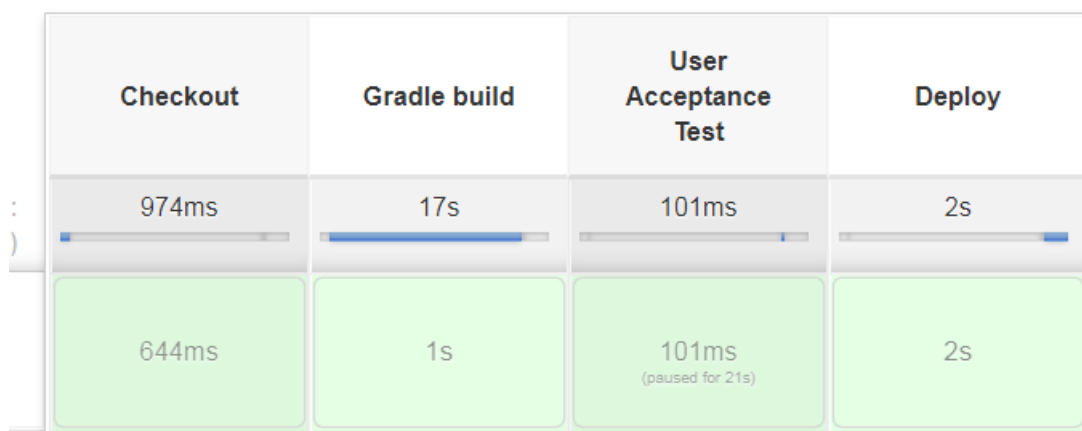 Checkout
Gradle build
User
Acceptance
Test
Deploy
:
)
974ms
17s
101ms
2s
644ms
1s
101ms
(paused for 21s)
2s